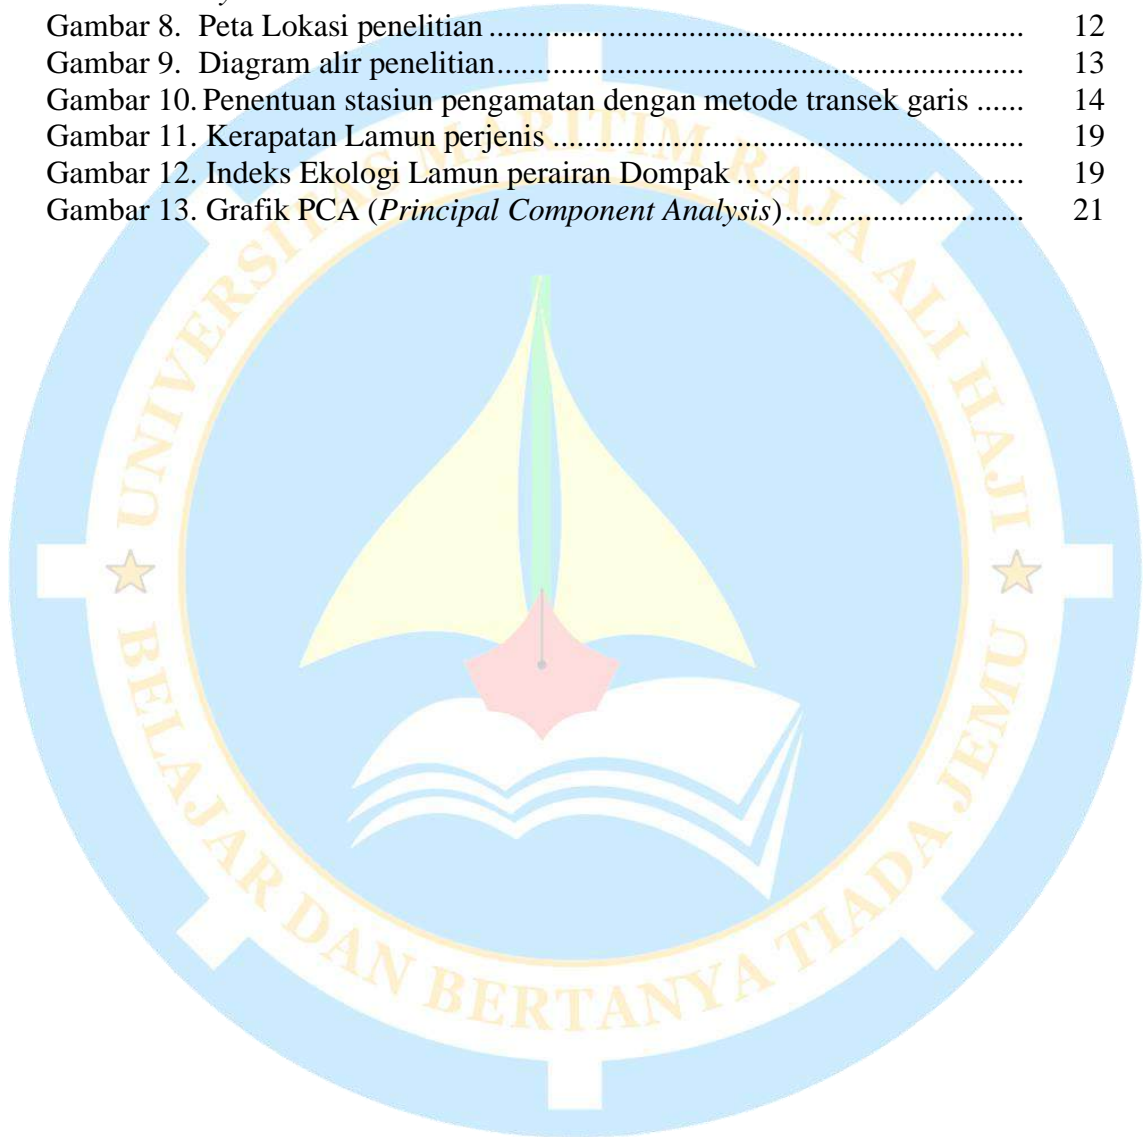 Gambar 8. Peta Lokasi penelitian ................................................................... 12
Gambar 9. Diagram alir penelitian.................................................................. 13
Gambar 10. Penentuan stasiun pengamatan dengan metode transek garis ...... 14
Gambar 11. Kerapatan Lamun perjenis ........................................................... 19
Gambar 12. Indeks Ekologi Lamun perairan Dompak .................................... 19
Gambar 13. Grafik PCA (Principal Component Analysis).............................. 21
UNIVERSITAS MARITIM RAJA ALI HAJI
BELAJAR DAN BERTANYA TIADA JEMU